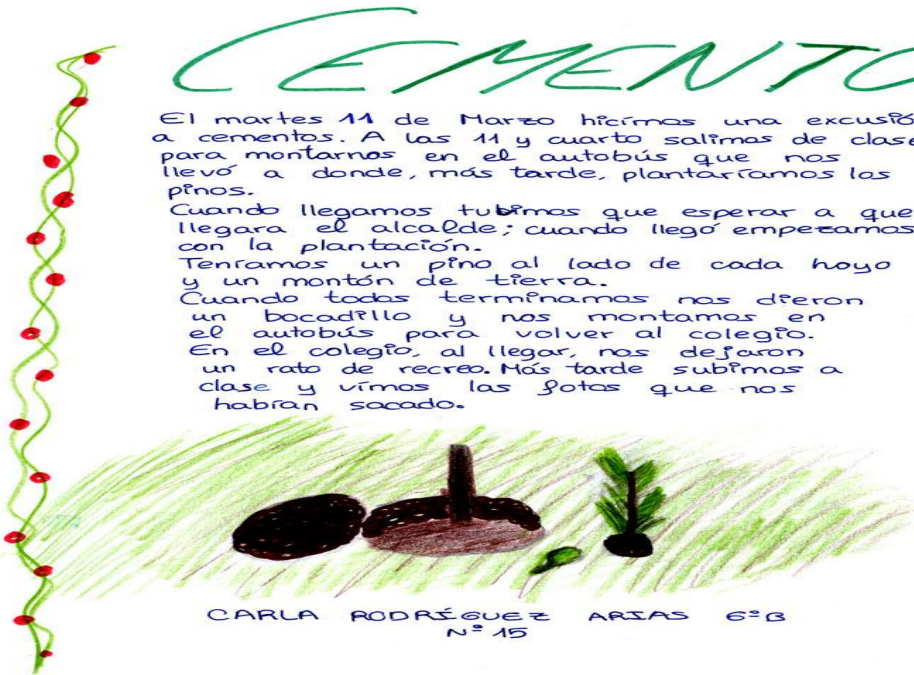 CEMENTO
El martes 11 de Marzo hicimos una excusió
a cementos. A las 11 y cuarto salimos de clase
para montarnos en el autobús que nos
llevó a donde, más tarde, plantaríamos los
pinos.
Cuando llegamos tubimos que esperar a que
llegara el alcalde; cuando llegó empezamos
con la plantación.
Teníamos un pino al lado de cada hoyo
y un montón de tierra.
Cuando todos terminamos nos dieron
un bocadillo y nos montamos en
el autobús para volver al colegio.
En el colegio, al llegar, nos dejaron
un rato de recreo. Más tarde subimos a
clase y vímos las fotos que nos
habían sacado.
CARLA RODRÍGUEZ ARIAS 6º B
Nº 15